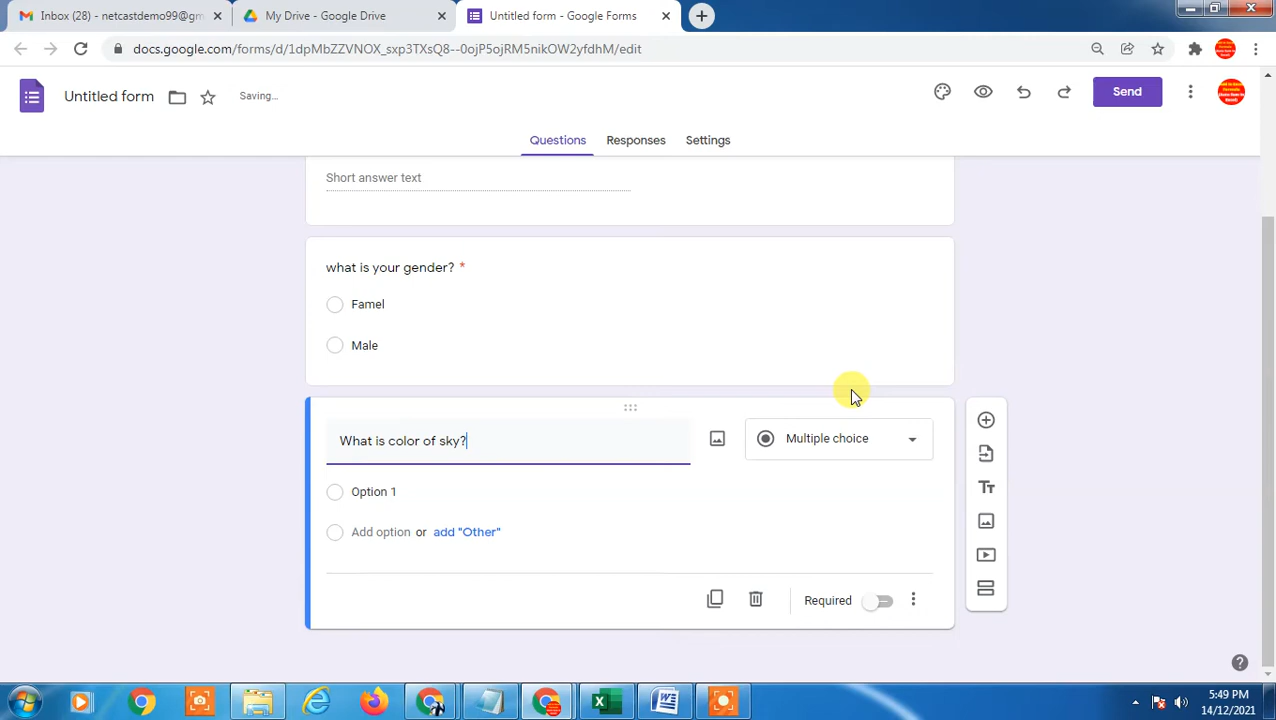 Inbox (28) - netcastdemo99@g
My Drive - Google Drive
Untitled form - Google Forms
docs.google.com/forms/d/1dpMbZZVNOX_sxp3TXsQ8--0ojP5ojRM5nikOW2yfdhM/edit
Untitled form
Saving...
Send
Questions
Responses
Settings
Short answer text
what is your gender? *
Famel
Male
What is color of sky?
Multiple choice
Option 1
Add option or add "Other"
Required
5:49 PM
14/12/2021